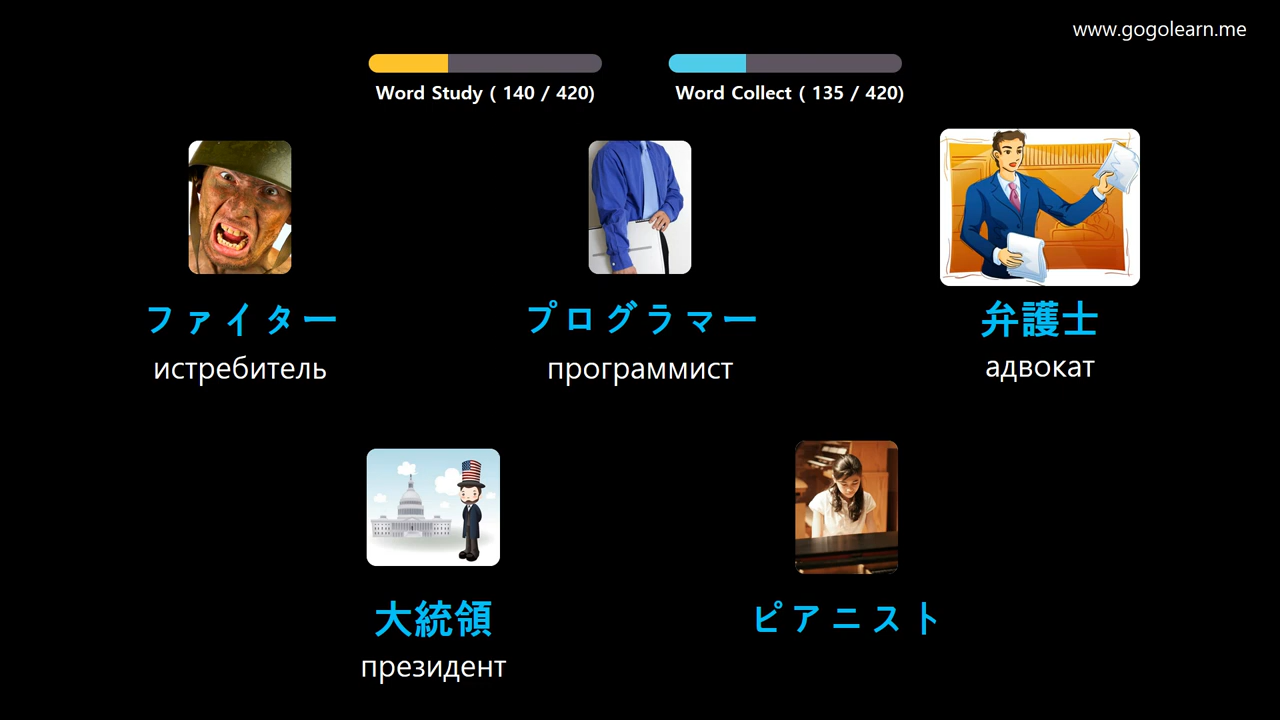 www.gogolearn.me
Word Study ( 140 / 420)
Word Collect ( 135 / 420)
ファイター
プログラマー
弁護士
истребитель
программист
адвокат
大統領
ピアニスト
президент